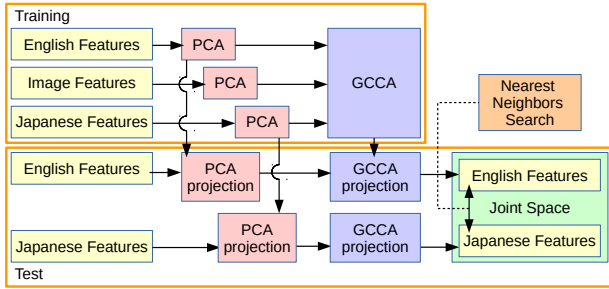 Training
English Features
PCA
Image Features
PCA
GCCA
Japanese Features
PCA
Nearest
Neighbors
Search
English Features
PCA
projection
GCCA
projection
English Features
Joint Space
Japanese Features
PCA
projection
GCCA
projection
Japanese Features
Test